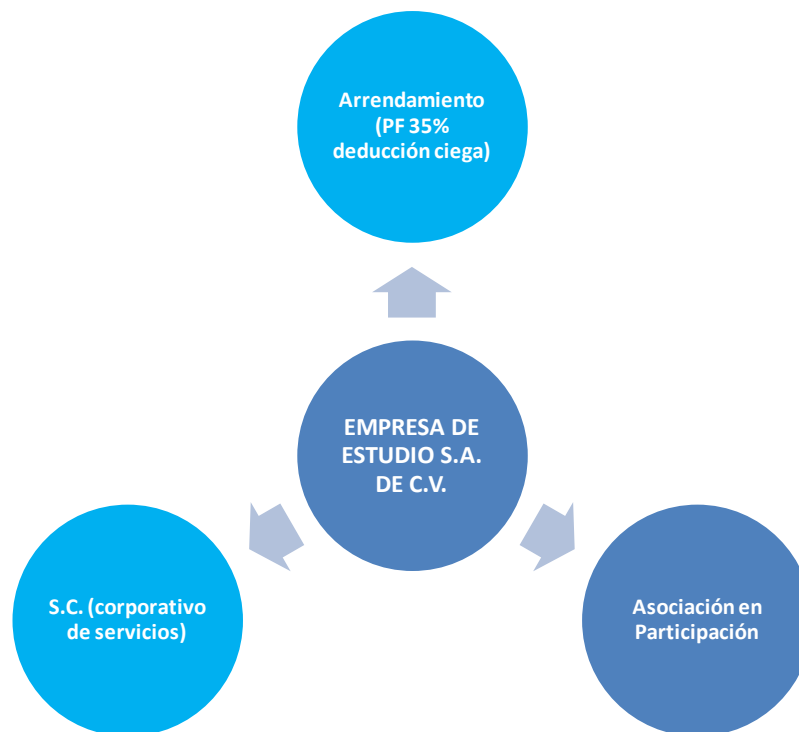 Arrendamiento
(PF 35%
deducción ciega)
EMPRESA DE
ESTUDIO S.A.
DE C.V.
S.C. (corporativo
de servicios)
Asociación en
Participación